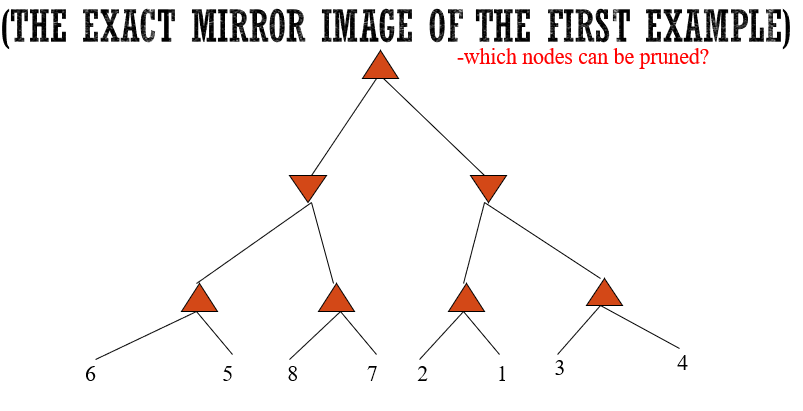 (THE EXACT MIRROR IMAGE OF THE FIRST EXAMPLE)
-which nodes can be pruned?
6 5 8 7 2 1 3 4